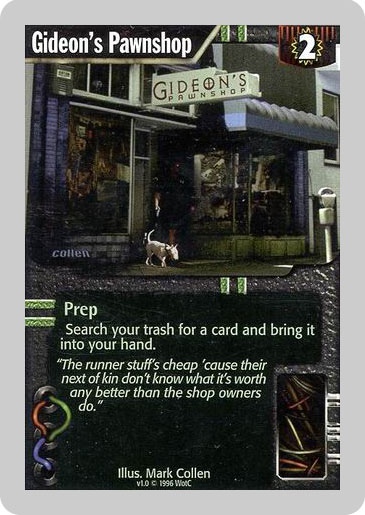 Gideon's Pawnshop
2
GIDEON'S
PAWNSHOP
collen
Prep
Search your trash for a card and bring it
into your hand.
"The runner stuff's cheap 'cause their
next of kin don't know what it's worth
any better than the shop owners
do."
Illus. Mark Collen
v1.0 © 1996 WotC